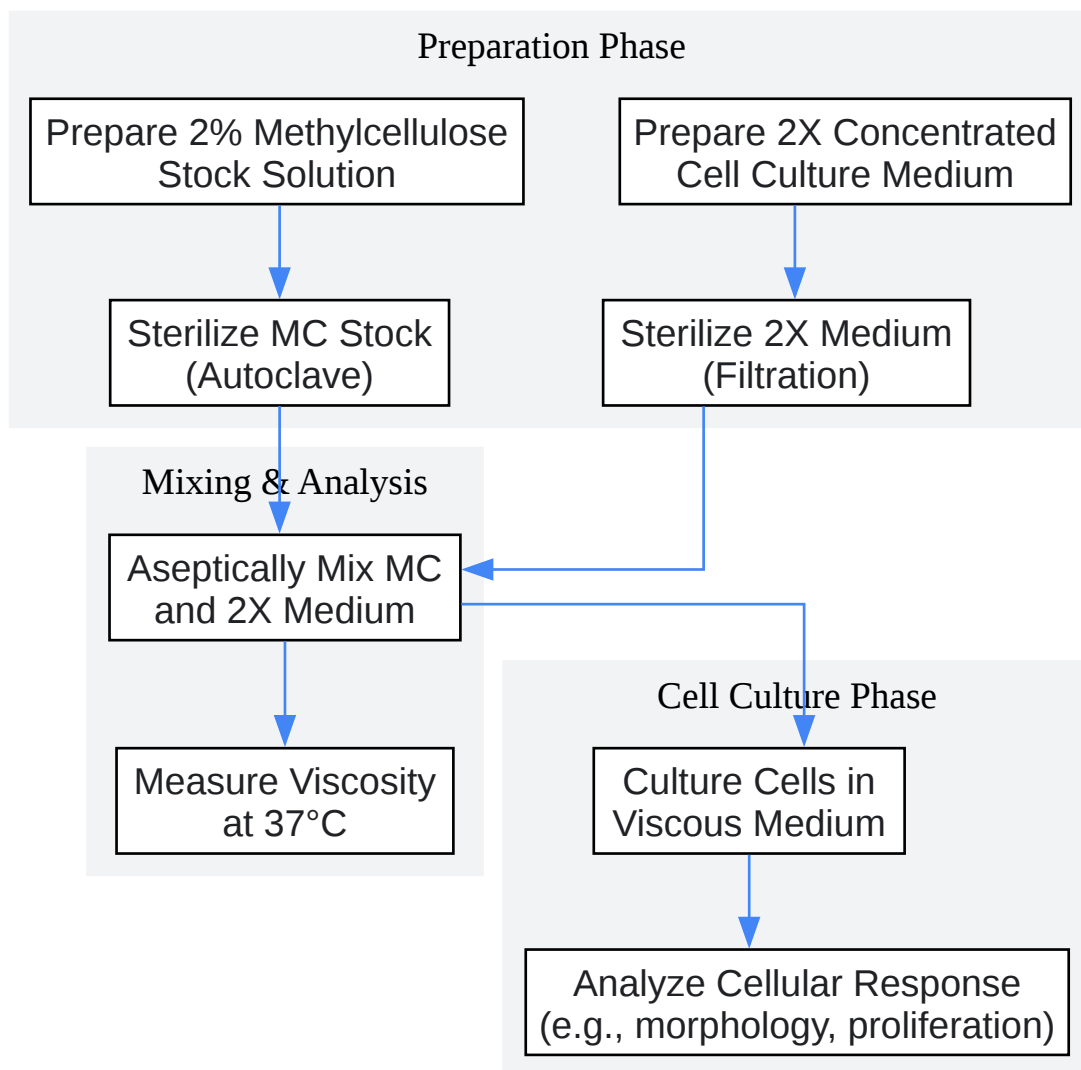 Preparation Phase
Prepare 2% Methylcellulose
Stock Solution
Prepare 2X Concentrated
Cell Culture Medium
Sterilize MC Stock
(Autoclave)
Sterilize 2X Medium
(Filtration)
Mixing & Analysis
Aseptically Mix MC
and 2X Medium
Measure Viscosity
at 37°C
Cell Culture Phase
Culture Cells in
Viscous Medium
Analyze Cellular Response
(e.g., morphology, proliferation)